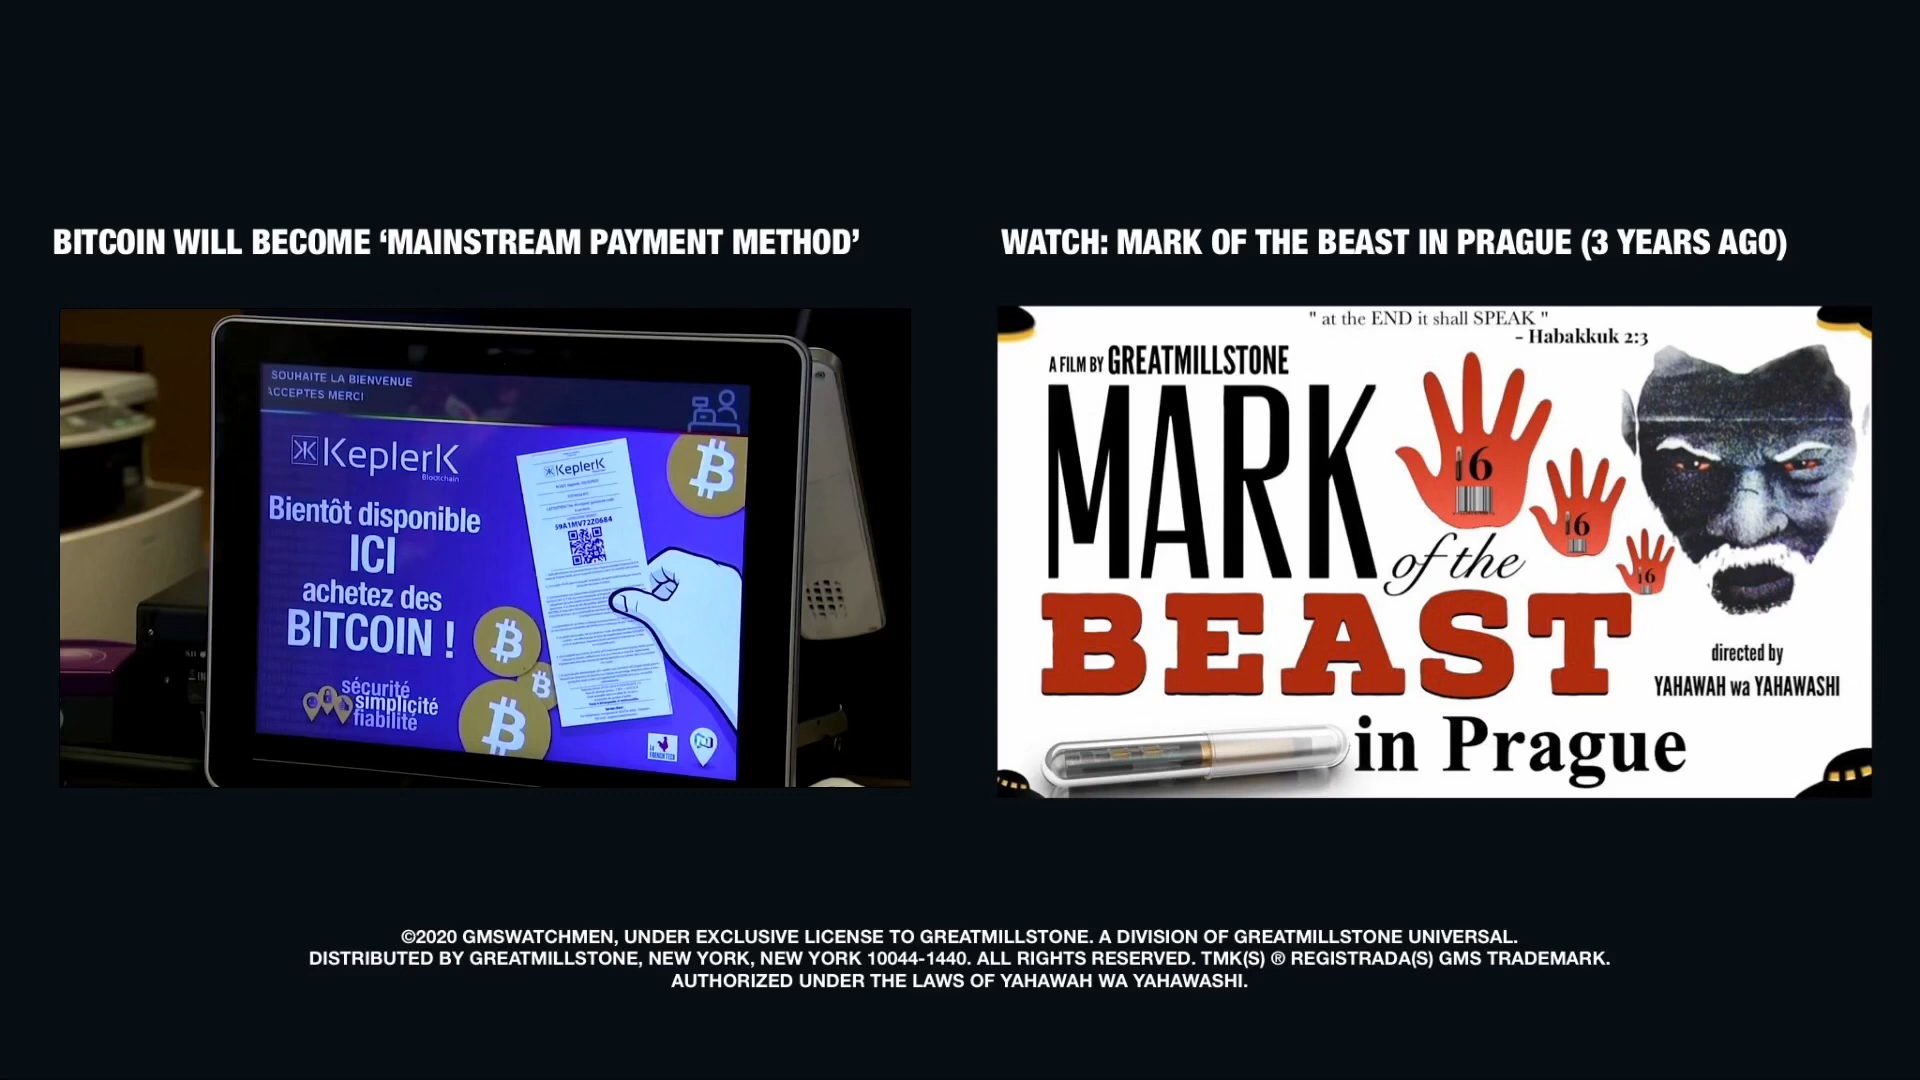 BITCOIN WILL BECOME ‘MAINSTREAM PAYMENT METHOD’
SOUHAITE LA BIENVENUE
ACCEPTES MERCI
KeplerK
Blockchain
Bientôt disponible
ICI
achetez des
BITCOIN !
sécurité
simplicité
fiabilité
KeplerK
59A1MV72Z0684
LA
FRENCH TECH
WATCH: MARK OF THE BEAST IN PRAGUE (3 YEARS AGO)
" at the END it shall SPEAK "
- Habakkuk 2:3
A FILM BY GREATMILLSTONE
MARK
of the
BEAST
in Prague
16
16
16
directed by
YAHAWAH wa YAHAWASHI
©2020 GMSWATCHMEN, UNDER EXCLUSIVE LICENSE TO GREATMILLSTONE. A DIVISION OF GREATMILLSTONE UNIVERSAL.
DISTRIBUTED BY GREATMILLSTONE, NEW YORK, NEW YORK 10044-1440. ALL RIGHTS RESERVED. TMK(S) ® REGISTRADA(S) GMS TRADEMARK.
AUTHORIZED UNDER THE LAWS OF YAHAWAH WA YAHAWASHI.